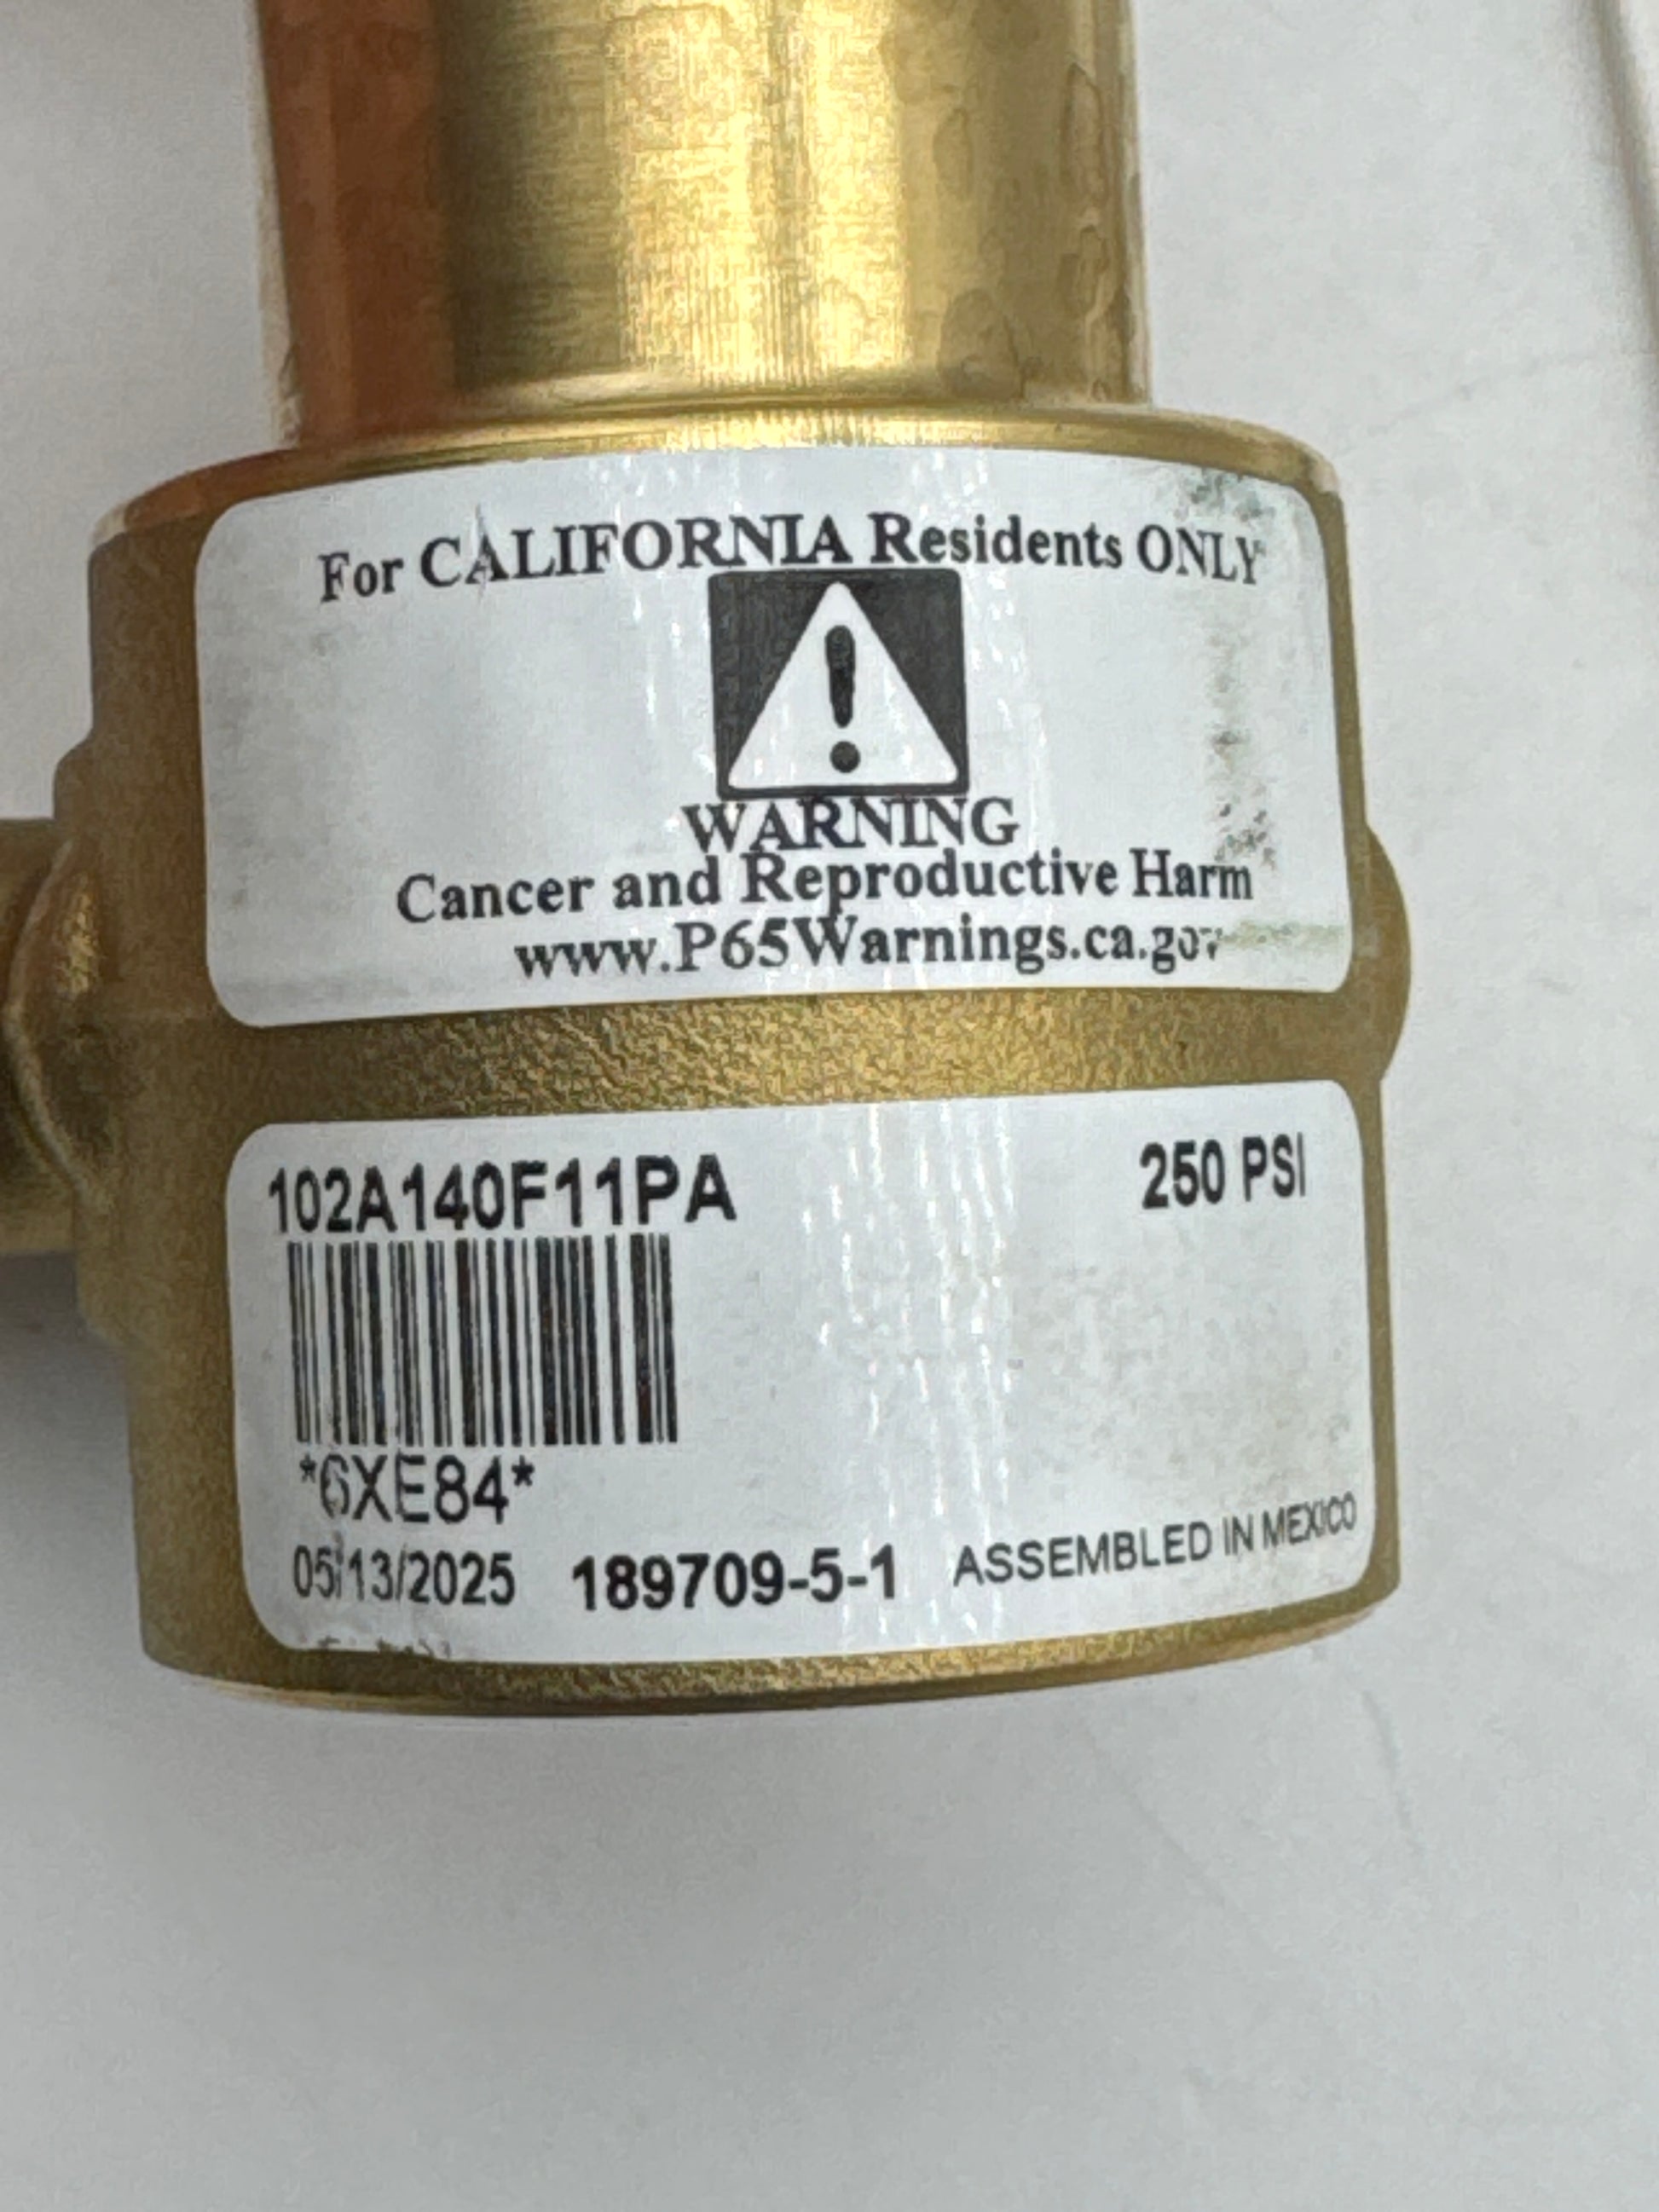 For CALIFORNIA Residents ONLY
WARNING
Cancer and Reproductive Harm
www.P65Warnings.ca.gov
102A140F11PA 250 PSI
*6XE84*
05/13/2025 189709-5-1 ASSEMBLED IN MEXICO